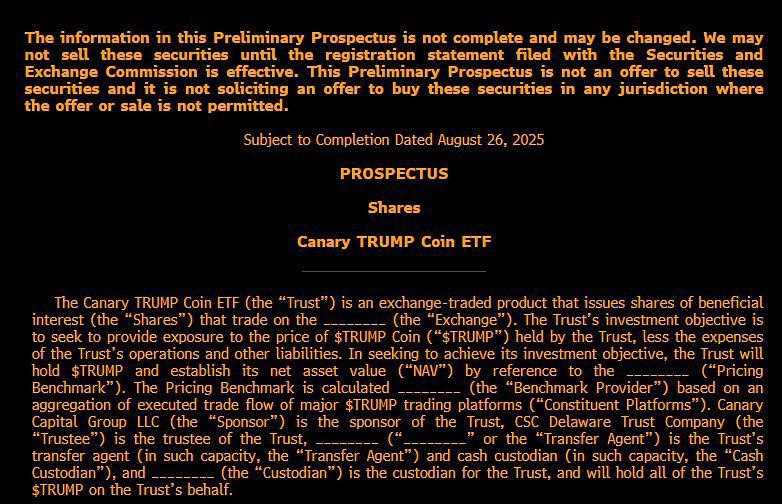 The information in this Preliminary Prospectus is not complete and may be changed. We may
not sell these securities until the registration statement filed with the Securities and
Exchange Commission is effective. This Preliminary Prospectus is not an offer to sell these
securities and it is not soliciting an offer to buy these securities in any jurisdiction where
the offer or sale is not permitted.
Subject to Completion Dated August 26, 2025
PROSPECTUS
Shares
Canary TRUMP Coin ETF
The Canary TRUMP Coin ETF (the “Trust”) is an exchange-traded product that issues shares of beneficial
interest (the “Shares”) that trade on the ________ (the “Exchange”). The Trust’s investment objective is
to seek to provide exposure to the price of $TRUMP Coin (“$TRUMP”) held by the Trust, less the expenses
of the Trust’s operations and other liabilities. In seeking to achieve its investment objective, the Trust will
hold $TRUMP and establish its net asset value (“NAV”) by reference to the ________ (“Pricing
Benchmark”). The Pricing Benchmark is calculated ________ (the “Benchmark Provider”) based on an
aggregation of executed trade flow of major $TRUMP trading platforms (“Constituent Platforms”). Canary
Capital Group LLC (the “Sponsor”) is the sponsor of the Trust, CSC Delaware Trust Company (the
“Trustee”) is the trustee of the Trust, ________ (“________” or the “Transfer Agent”) is the Trust’s
transfer agent (in such capacity, the “Transfer Agent”) and cash custodian (in such capacity, the “Cash
Custodian”), and ________ (the “Custodian”) is the custodian for the Trust, and will hold all of the Trust’s
$TRUMP on the Trust’s behalf.